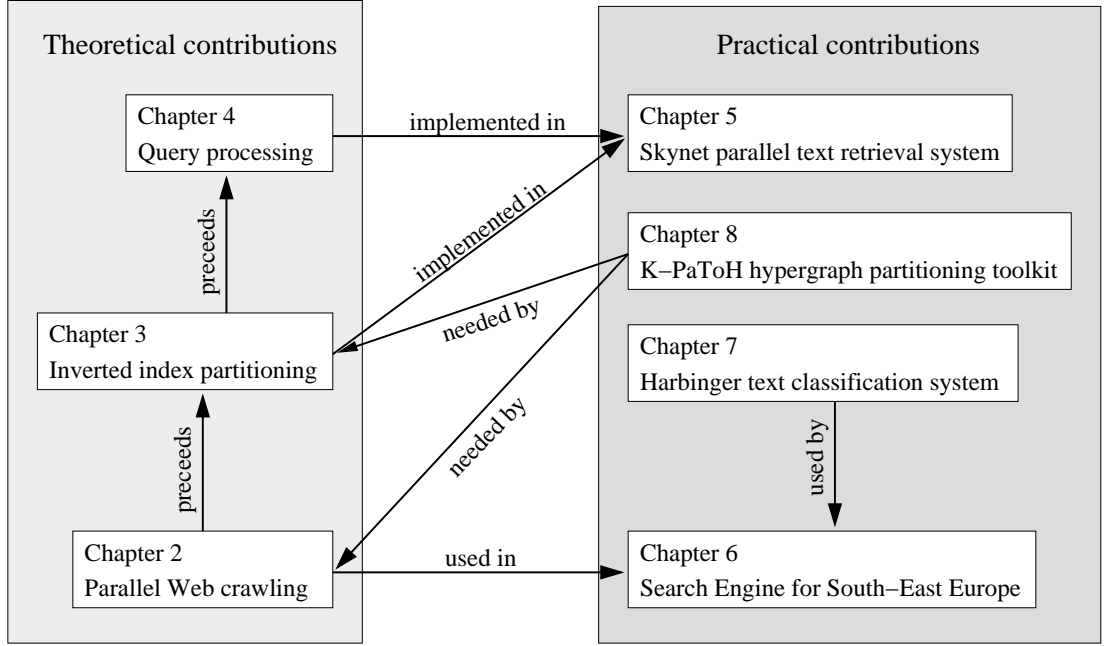 Theoretical contributions
Chapter 4
Query processing
preceeds
Chapter 3
Inverted index partitioning
preceeds
Chapter 2
Parallel Web crawling
implemented in
implemented in
needed by
needed by
used in
Practical contributions
Chapter 5
Skynet parallel text retrieval system
Chapter 8
K−PaToH hypergraph partitioning toolkit
Chapter 7
Harbinger text classification system
used by
Chapter 6
Search Engine for South−East Europe